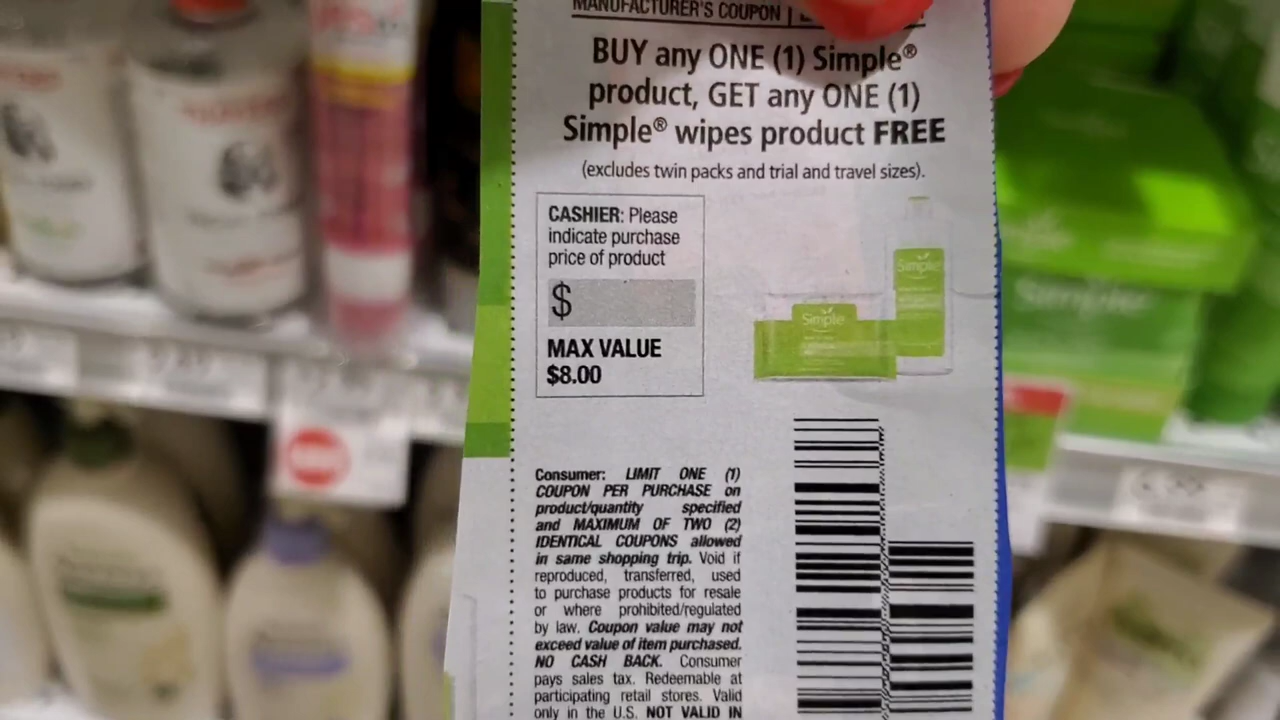 MANUFACTURER'S COUPON |
BUY any ONE (1) Simple®
product, GET any ONE (1)
Simple® wipes product FREE
(excludes twin packs and trial and travel sizes).
CASHIER: Please
indicate purchase
price of product
$
MAX VALUE
$8.00
Simple
Simple
Simple
Consumer: LIMIT ONE (1)
COUPON PER PURCHASE on
product/quantity specified
and MAXIMUM OF TWO (2)
IDENTICAL COUPONS allowed
in same shopping trip. Void if
reproduced, transferred, used
to purchase products for resale
or where prohibited/regulated
by law. Coupon value may not
exceed value of item purchased.
NO CASH BACK. Consumer
pays sales tax. Redeemable at
participating retail stores. Valid
only in the U.S. NOT VALID IN